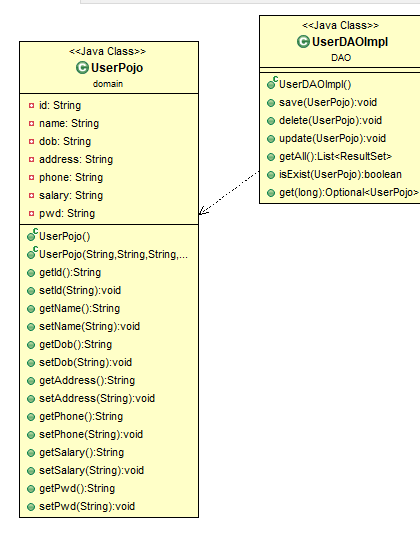 <<Java Class>>
UserPojo
domain
id: String
name: String
dob: String
address: String
phone: String
salary: String
pwd: String
UserPojo()
UserPojo(String,String,String,...
getId():String
setId(String):void
getName():String
setName(String):void
getDob():String
setDob(String):void
getAddress():String
setAddress(String):void
getPhone():String
setPhone(String):void
getSalary():String
setSalary(String):void
getPwd():String
setPwd(String):void
<<Java Class>>
UserDAOImpl
DAO
UserDAOImpl()
save(UserPojo):void
delete(UserPojo):void
update(UserPojo):void
getAll():List<ResultSet>
isExist(UserPojo):boolean
get(long):Optional<UserPojo>